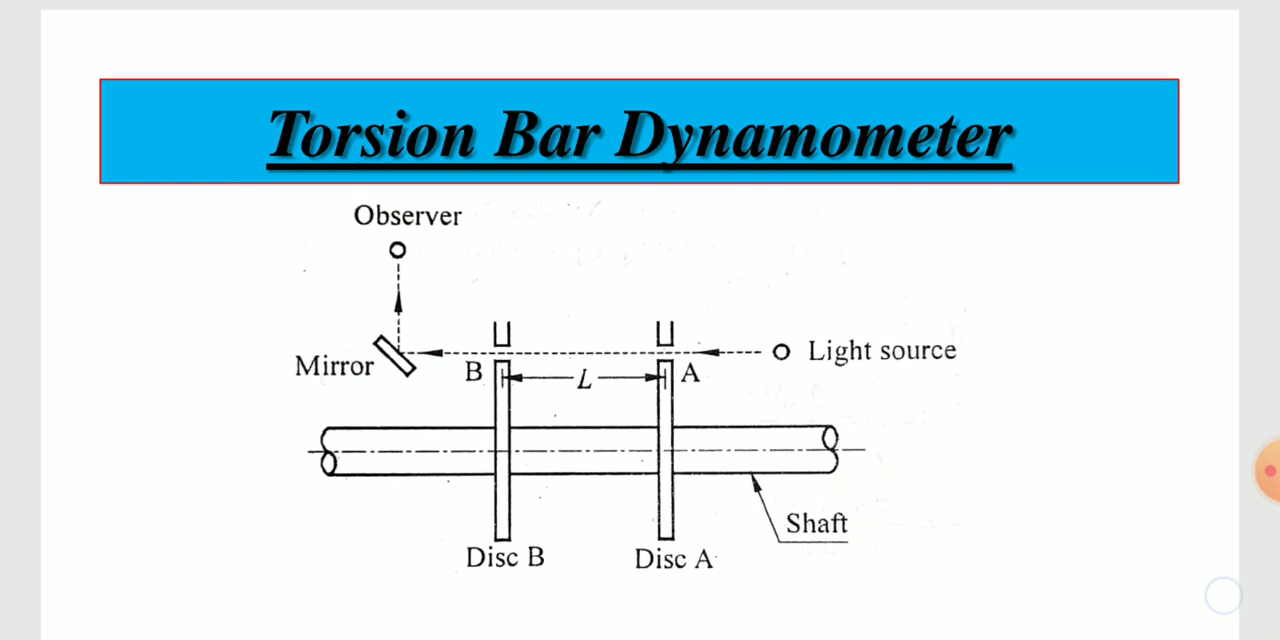 Torsion Bar Dynamometer
Observer
Mirror
B
L
A
Light source
Shaft
Disc B
Disc A